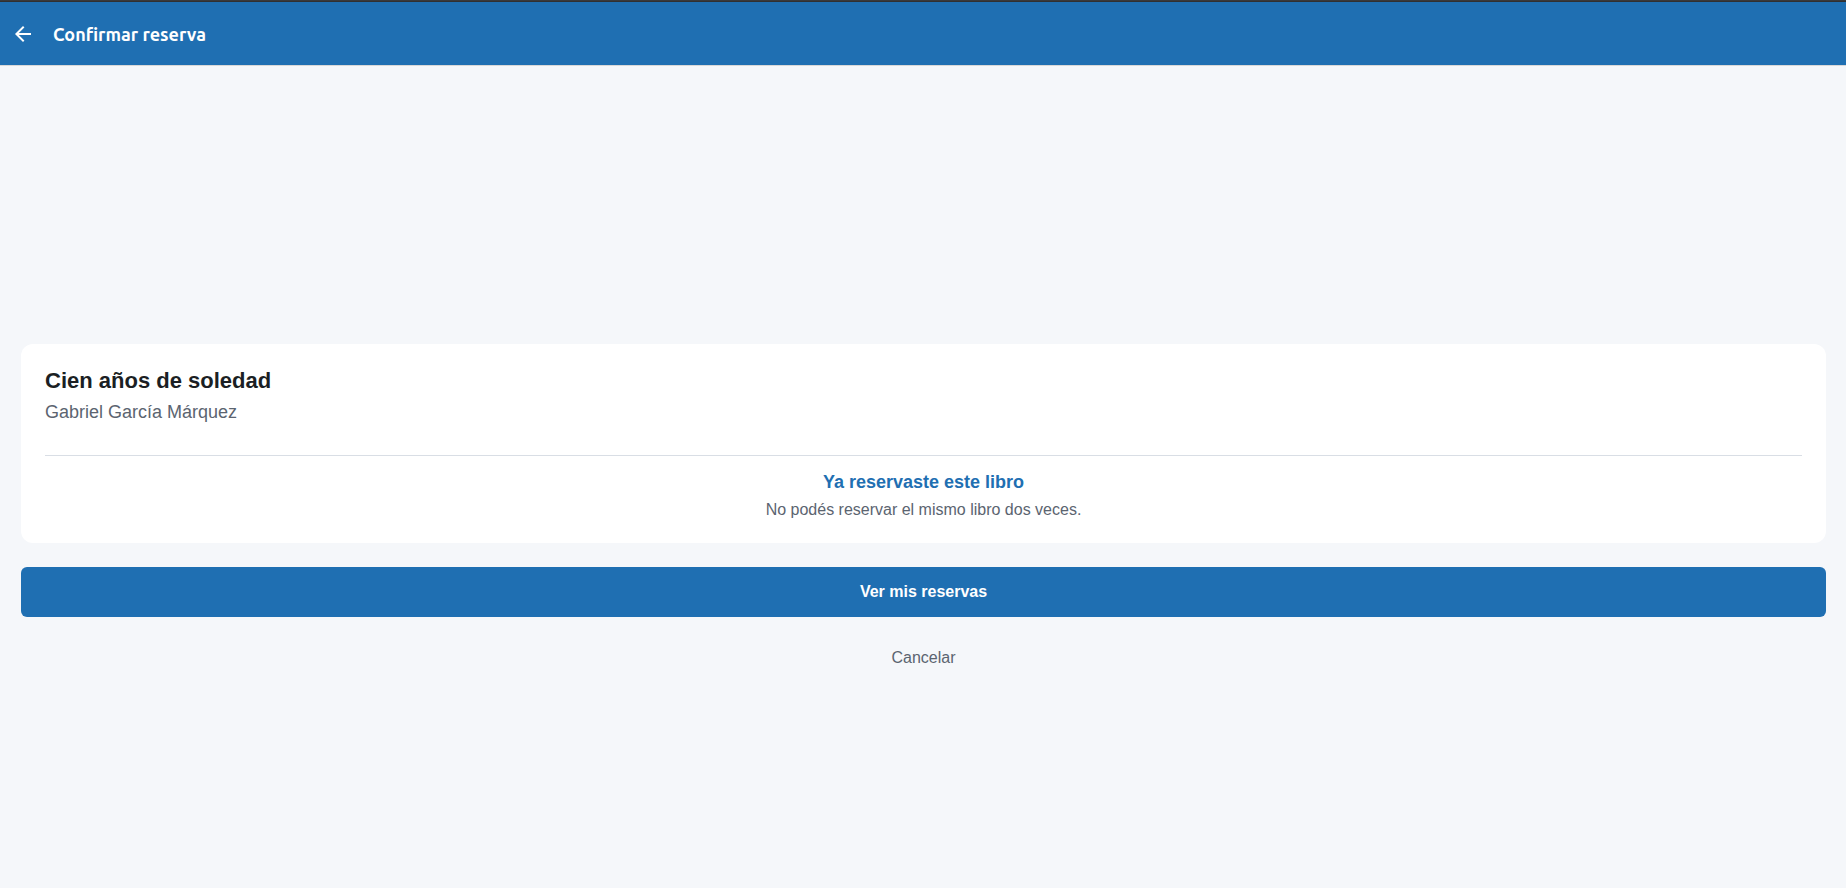 Confirmar reserva
Cien años de soledad
Gabriel García Márquez
Ya reservaste este libro
No podés reservar el mismo libro dos veces.
Ver mis reservas
Cancelar